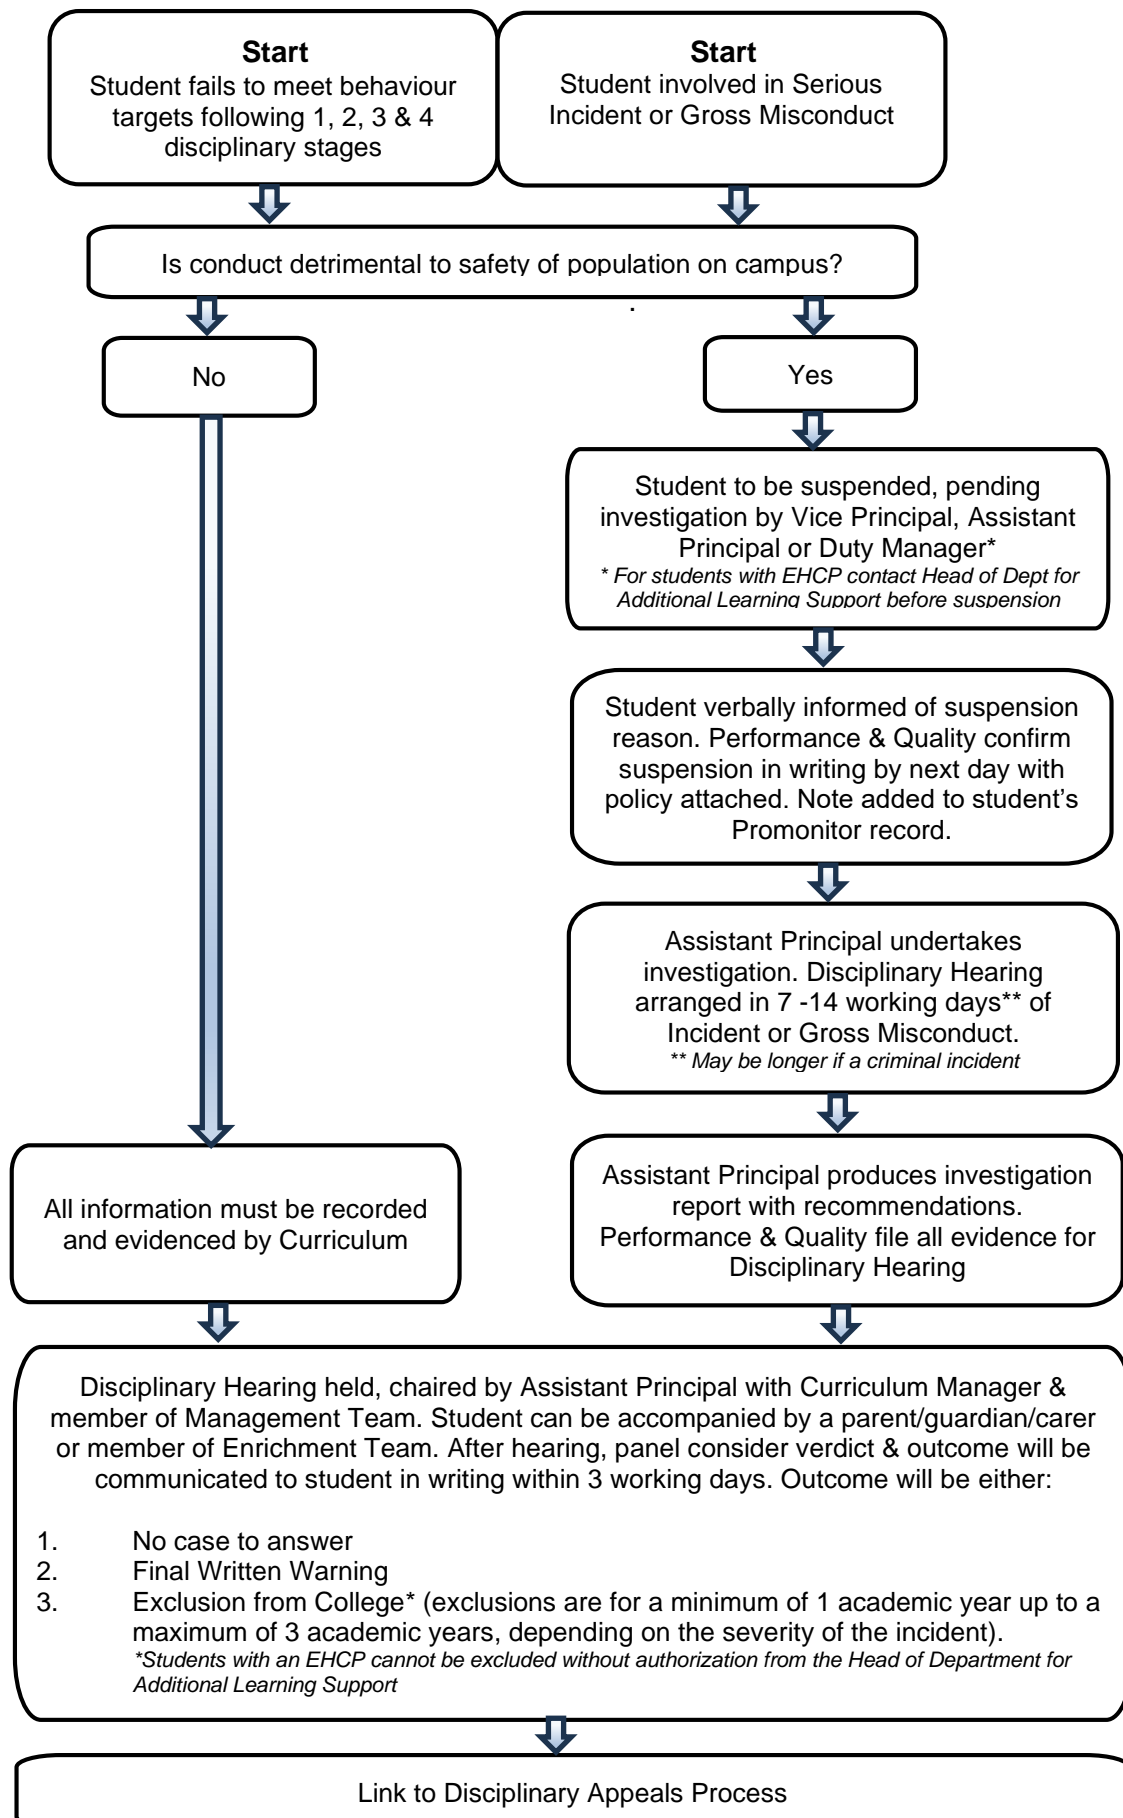 Start
Student fails to meet behaviour
targets following 1, 2, 3 & 4
disciplinary stages
Start
Student involved in Serious
Incident or Gross Misconduct
Is conduct detrimental to safety of population on campus?
.
No
Yes
Student to be suspended, pending
investigation by Vice Principal, Assistant
Principal or Duty Manager*
* For students with EHCP contact Head of Dept for
Additional Learning Support before suspension
Student verbally informed of suspension
reason. Performance & Quality confirm
suspension in writing by next day with
policy attached. Note added to student's
Promonitor record.
Assistant Principal undertakes
investigation. Disciplinary Hearing
arranged in 7 -14 working days** of
Incident or Gross Misconduct.
** May be longer if a criminal incident
All information must be recorded
and evidenced by Curriculum
Assistant Principal produces investigation
report with recommendations.
Performance & Quality file all evidence for
Disciplinary Hearing
Disciplinary Hearing held, chaired by Assistant Principal with Curriculum Manager &
member of Management Team. Student can be accompanied by a parent/guardian/carer
or member of Enrichment Team. After hearing, panel consider verdict & outcome will be
communicated to student in writing within 3 working days. Outcome will be either:
1. No case to answer
2. Final Written Warning
3. Exclusion from College* (exclusions are for a minimum of 1 academic year up to a
maximum of 3 academic years, depending on the severity of the incident).
*Students with an EHCP cannot be excluded without authorization from the Head of Department for
Additional Learning Support
Link to Disciplinary Appeals Process